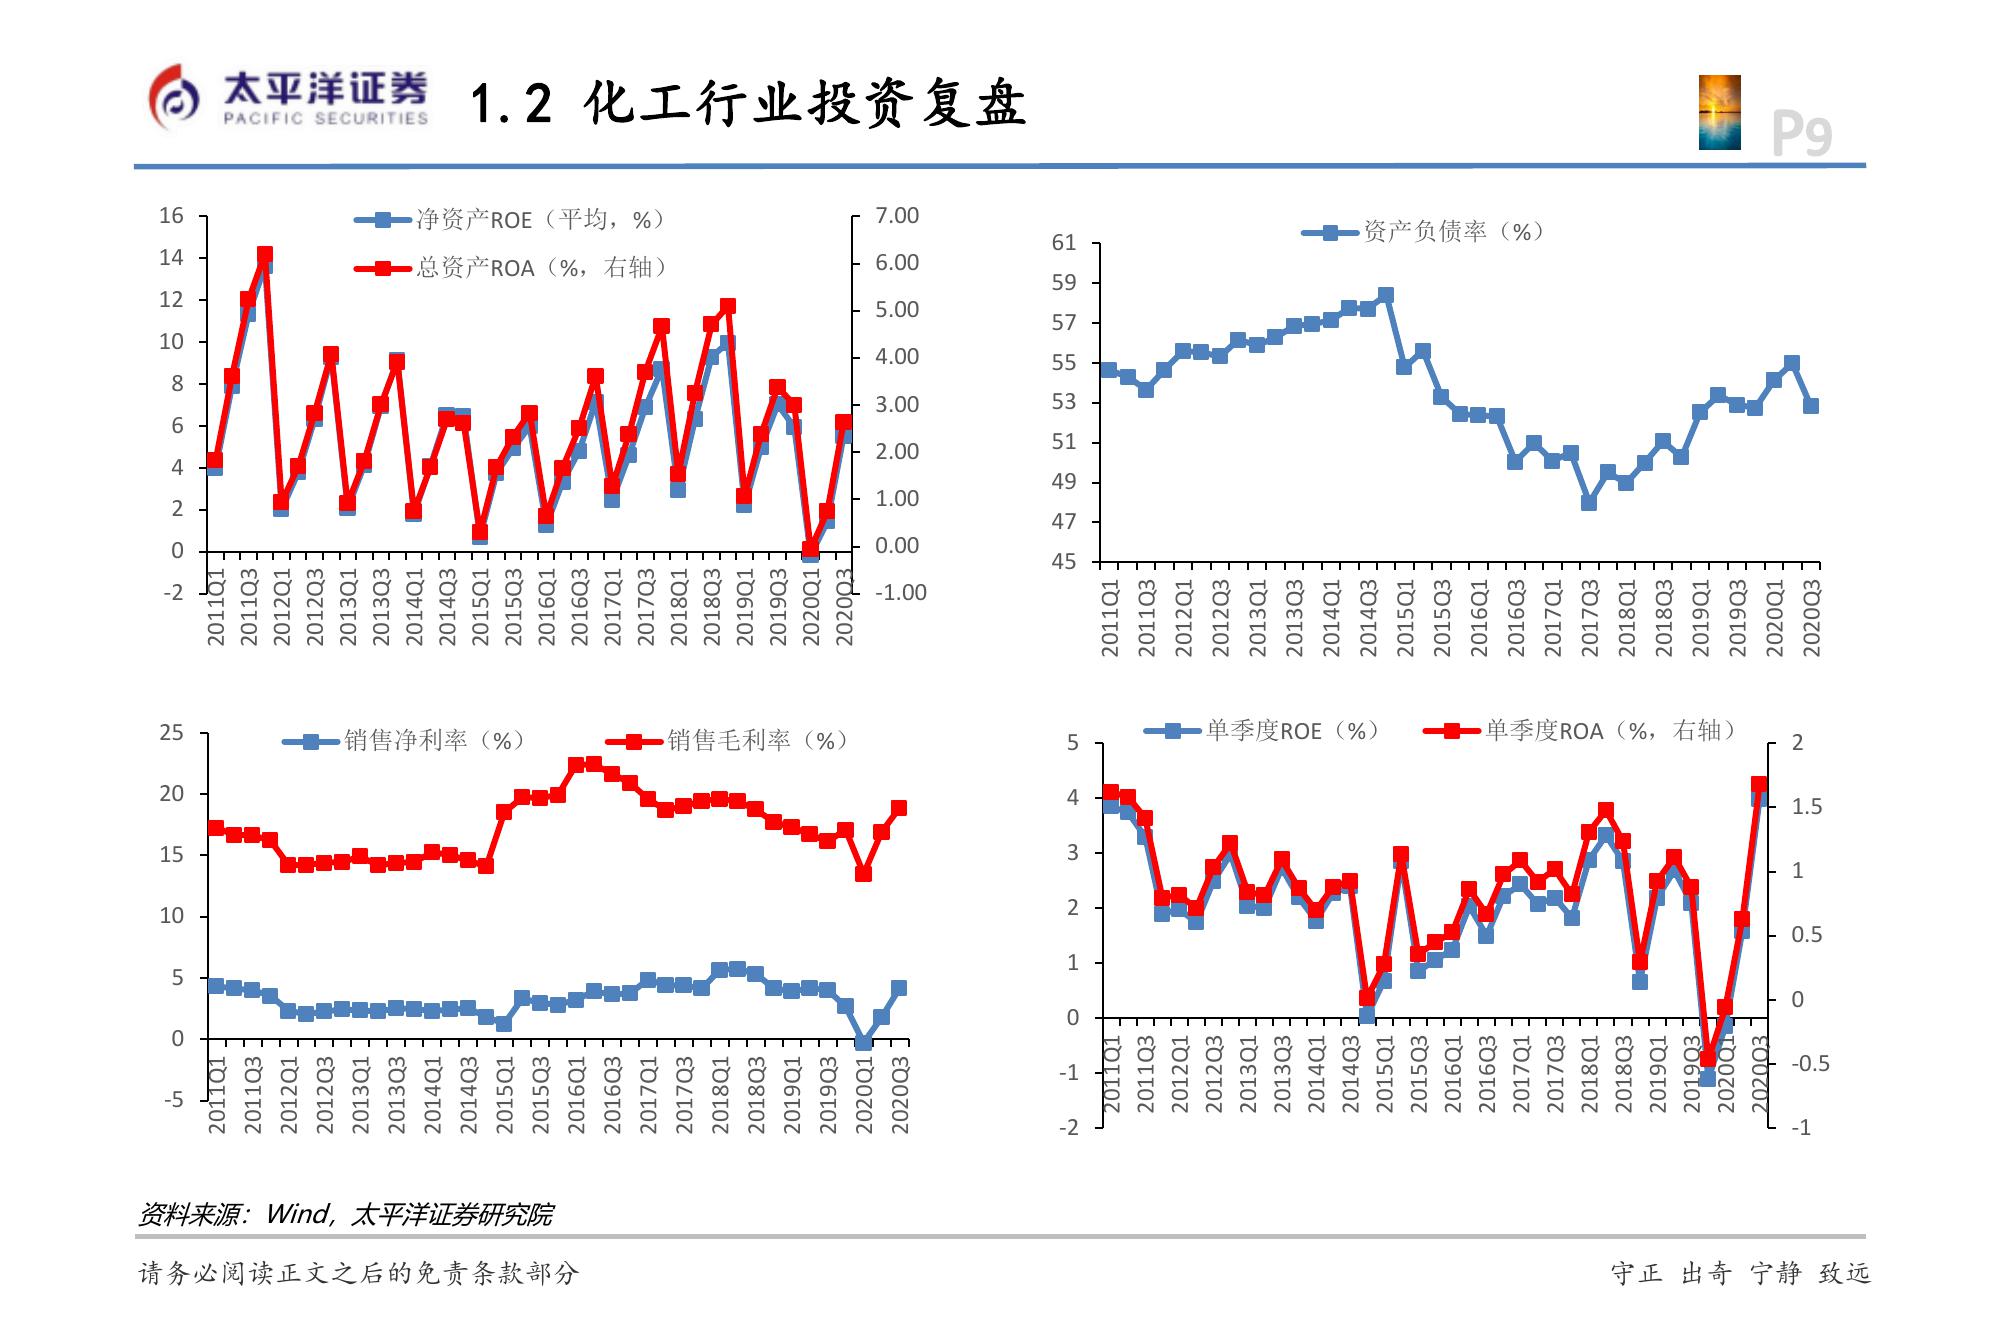 太平洋证券
PACIFIC SECURITIES
1.2 化工行业投资复盘
P9
净资产ROE（平均，%）
总资产ROA（%，右轴）
16
14
12
10
8
6
4
2
0
-2
7.00
6.00
5.00
4.00
3.00
2.00
1.00
0.00
-1.00
2011Q1
2011Q3
2012Q1
2012Q3
2013Q1
2013Q3
2014Q1
2014Q3
2015Q1
2015Q3
2016Q1
2016Q3
2017Q1
2017Q3
2018Q1
2018Q3
2019Q1
2019Q3
2020Q1
2020Q3
资产负债率（%）
61
59
57
55
53
51
49
47
45
2011Q1
2011Q3
2012Q1
2012Q3
2013Q1
2013Q3
2014Q1
2014Q3
2015Q1
2015Q3
2016Q1
2016Q3
2017Q1
2017Q3
2018Q1
2018Q3
2019Q1
2019Q3
2020Q1
2020Q3
销售净利率（%）
销售毛利率（%）
25
20
15
10
5
0
-5
2011Q1
2011Q3
2012Q1
2012Q3
2013Q1
2013Q3
2014Q1
2014Q3
2015Q1
2015Q3
2016Q1
2016Q3
2017Q1
2017Q3
2018Q1
2018Q3
2019Q1
2019Q3
2020Q1
2020Q3
单季度ROE（%）
单季度ROA（%，右轴）
5
4
3
2
1
0
-1
-2
2
1.5
1
0.5
0
-0.5
-1
2011Q1
2011Q3
2012Q1
2012Q3
2013Q1
2013Q3
2014Q1
2014Q3
2015Q1
2015Q3
2016Q1
2016Q3
2017Q1
2017Q3
2018Q1
2018Q3
2019Q1
2019Q3
2020Q1
2020Q3
资料来源：Wind，太平洋证券研究院
请务必阅读正文之后的免责条款部分
守正 出奇 宁静 致远